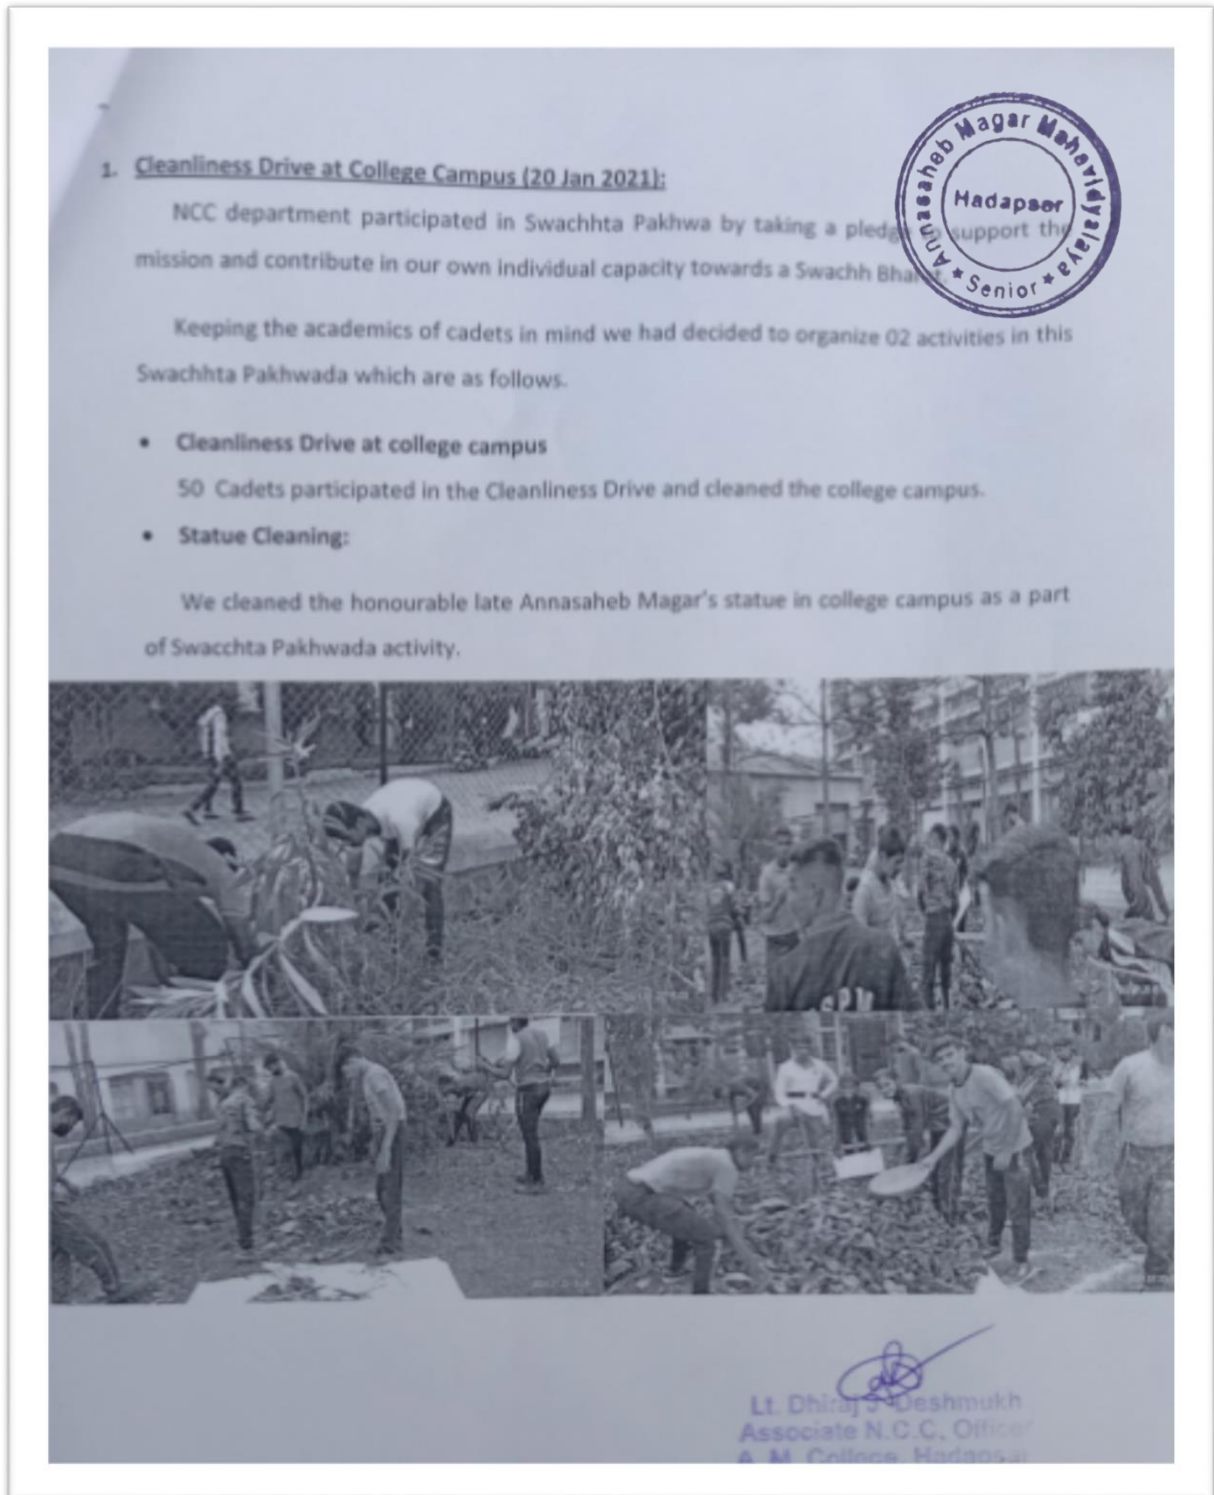 1. Cleanliness Drive at College Campus (20 Jan 2021):
NCC department participated in Swachhta Pakhwa by taking a pledge to support the
mission and contribute in our own individual capacity towards a Swachh Bharat.
Annasaheb Magar Mahavidyalaya
Hadapser
★ Senior ★
Keeping the academics of cadets in mind we had decided to organize 02 activities in this
Swachhta Pakhwada which are as follows.
• Cleanliness Drive at college campus
50 Cadets participated in the Cleanliness Drive and cleaned the college campus.
• Statue Cleaning:
We cleaned the honourable late Annasaheb Magar's statue in college campus as a part
of Swacchta Pakhwada activity.
Lt. Dhiraj Deshmukh
Associate N.C.C. Officer
A. M. College, Hadapsar